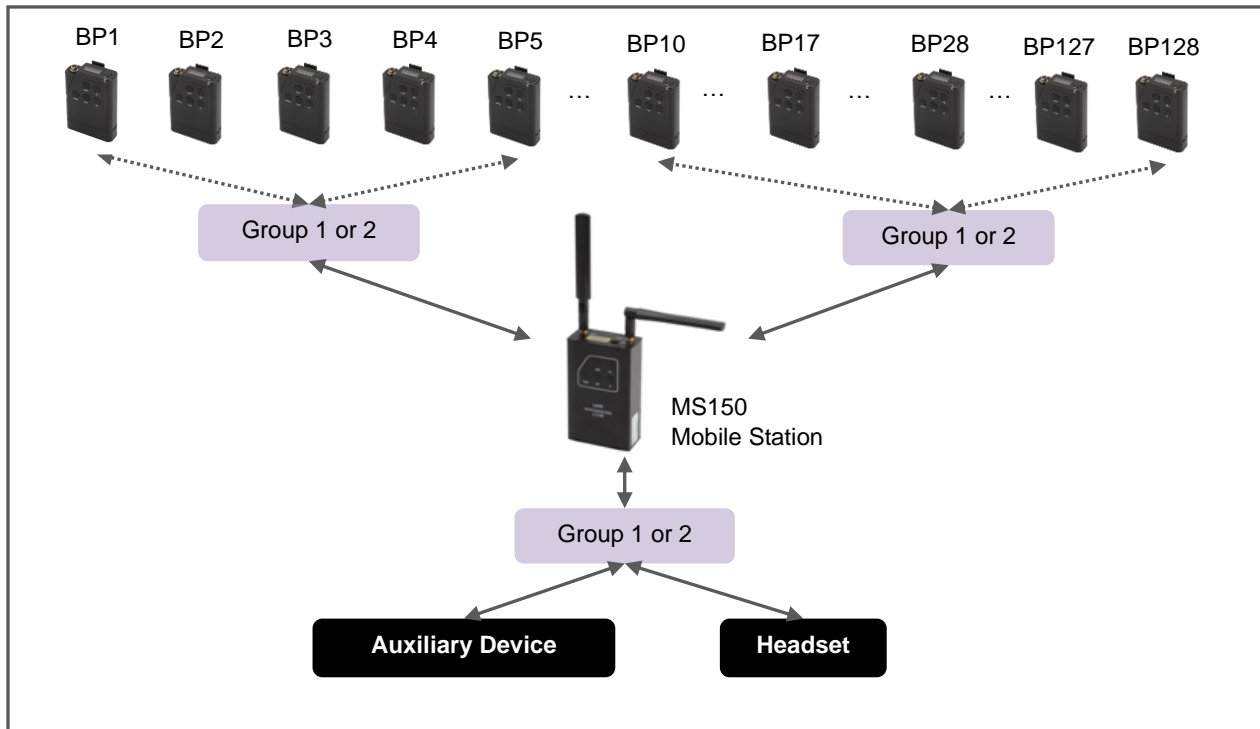 BP1 BP2 BP3 BP4 BP5 BP10 BP17 BP28 BP127 BP128
... ... ... ...
Group 1 or 2
Group 1 or 2
MS150
Mobile Station
Group 1 or 2
Auxiliary Device
Headset